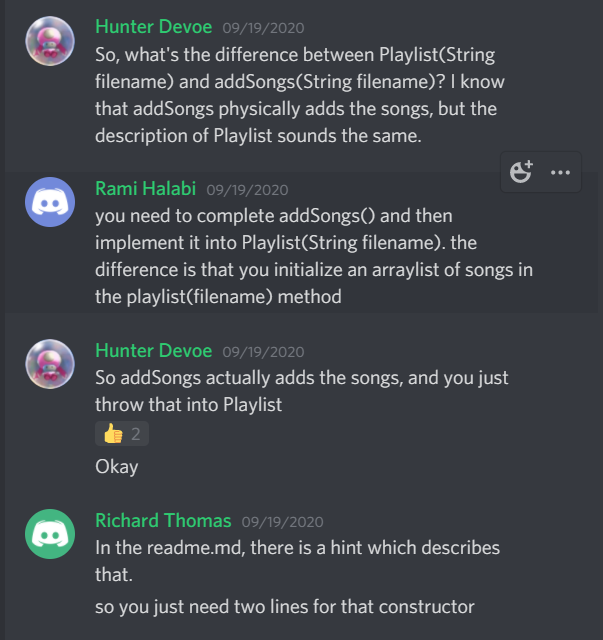 Hunter Devoe 09/19/2020
So, what's the difference between Playlist(String
filename) and addSongs(String filename)? I know
that addSongs physically adds the songs, but the
description of Playlist sounds the same.
Rami Halabi 09/19/2020
you need to complete addSongs() and then
implement it into Playlist(String filename). the
difference is that you initialize an arraylist of songs in
the playlist(filename) method
Hunter Devoe 09/19/2020
So addSongs actually adds the songs, and you just
throw that into Playlist
👍 2
Okay
Richard Thomas 09/19/2020
In the readme.md, there is a hint which describes
that.
so you just need two lines for that constructor